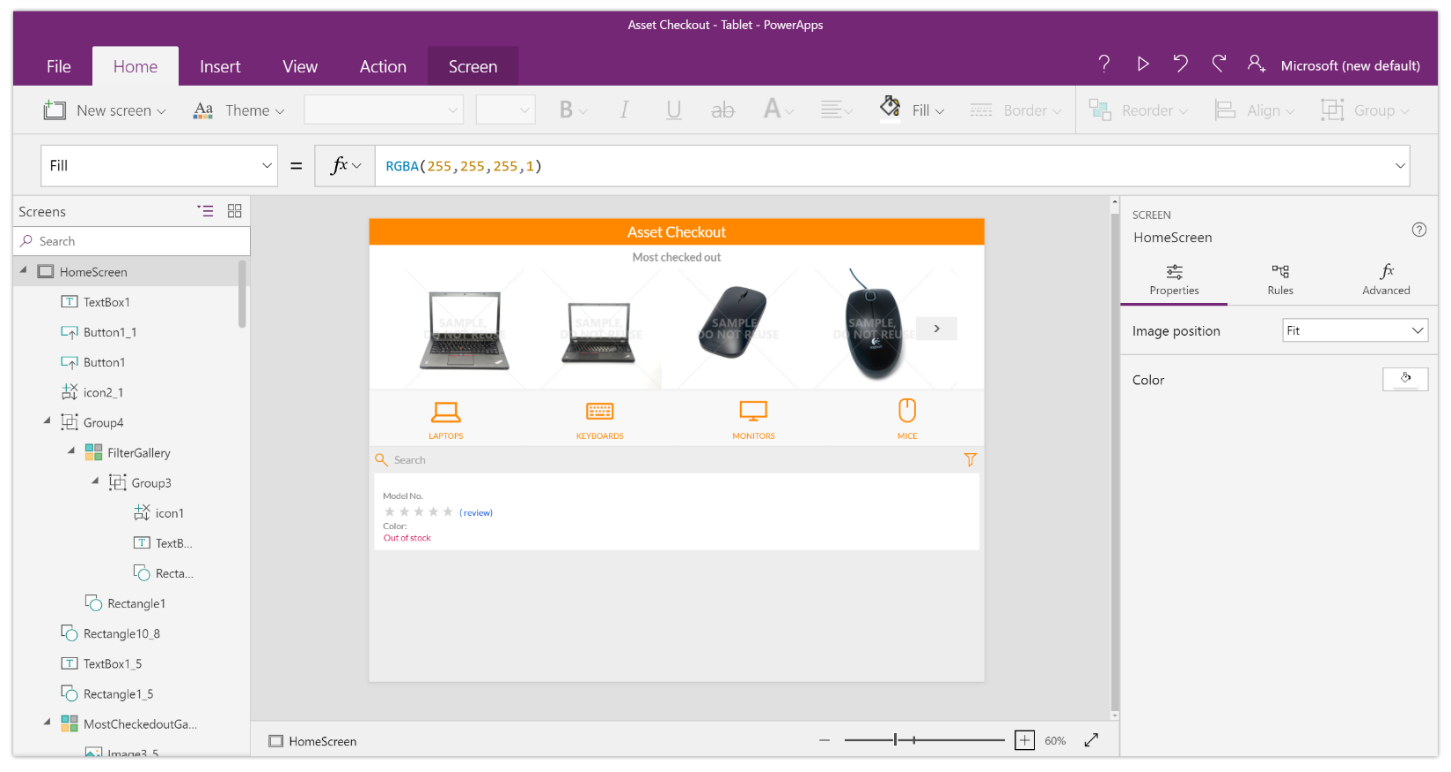 Asset Checkout - Tablet - PowerApps
File Home Insert View Action Screen Microsoft (new default)
New screen Aa Theme B I U ab A Fill Border Reorder Align Group
Fill = fx RGBA(255,255,255,1)
Screens
Search
HomeScreen
TextBox1
Button1_1
Button1
icon2_1
Group4
FilterGallery
Group3
icon1
TextB...
Recta...
Rectangle1
Rectangle10_8
TextBox1_5
Rectangle1_5
MostCheckedoutGa...
Image3_5
Asset Checkout
Most checked out
SAMPLE, DO NOT REUSE
SAMPLE, DO NOT REUSE
SAMPLE, DO NOT REUSE
SAMPLE, DO NOT REUSE
LAPTOPS KEYBOARDS MONITORS MICE
Search
Model No.
(review)
Color:
Out of stock
HomeScreen 60%
SCREEN
HomeScreen
Properties Rules fx Advanced
Image position Fit
Color